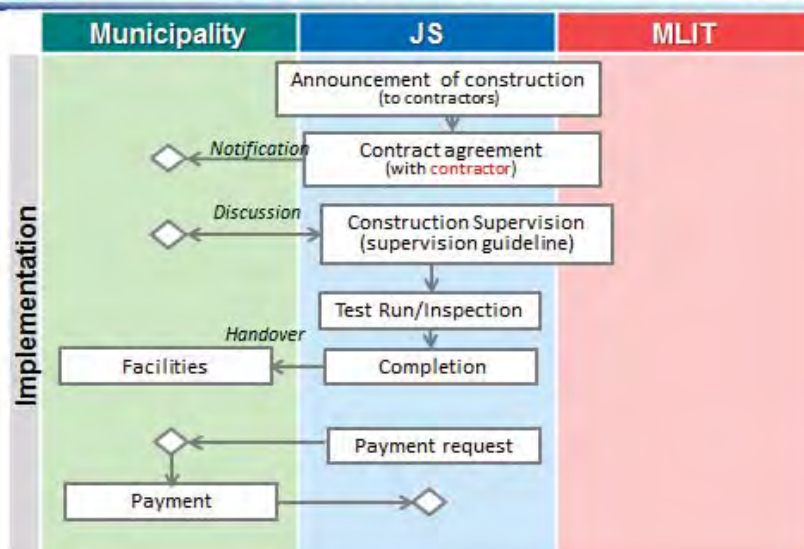 Municipality
JS
MLIT
Implementation
Announcement of construction
(to contractors)
Notification
Contract agreement
(with contractor)
Discussion
Construction Supervision
(supervision guideline)
Test Run/Inspection
Handover
Facilities
Completion
Payment request
Payment